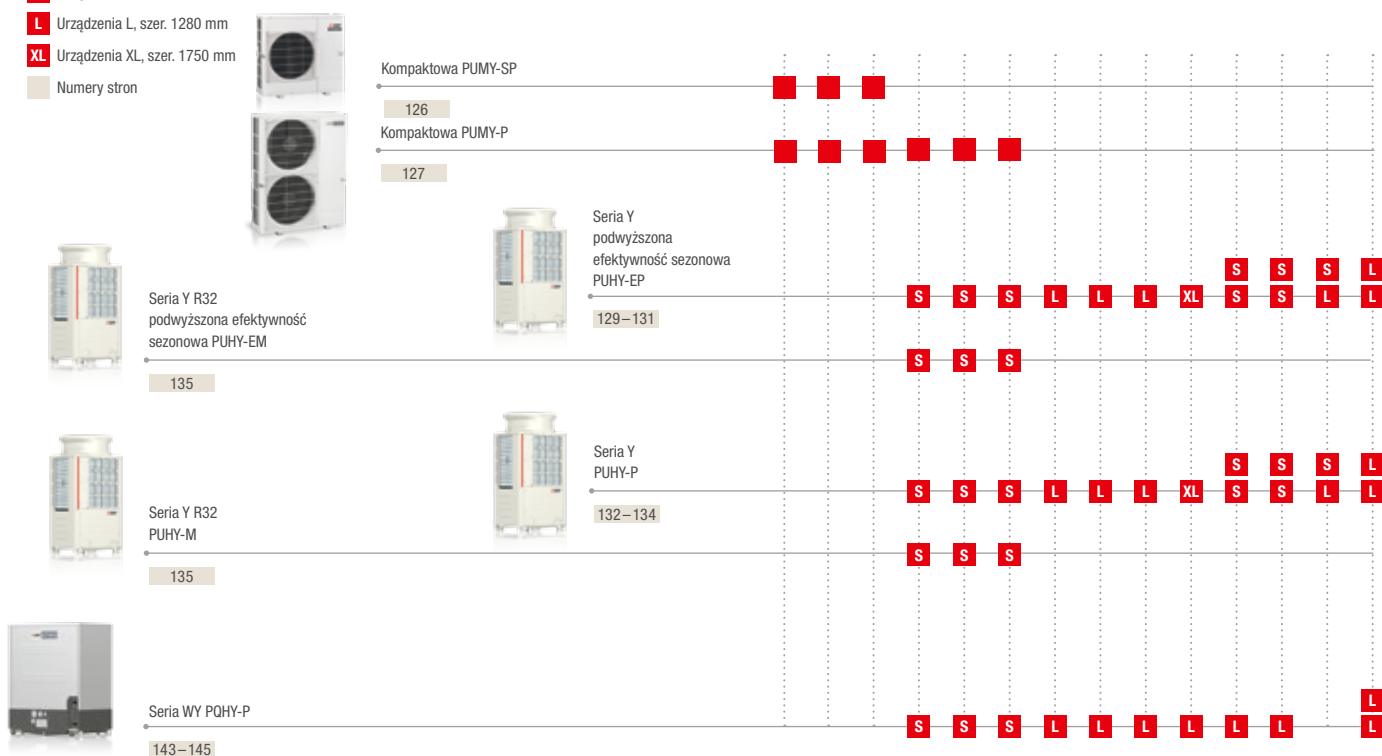 L Urządzenia L, szer. 1280 mm
XL Urządzenia XL, szer. 1750 mm
Numery stron
Kompaktowa PUMY-SP
126
Kompaktowa PUMY-P
127
Seria Y
podwyższona
efektywność sezonowa
PUHY-EP
129–131
S S S L
S S S L L L XL S S L L
Seria Y R32
podwyższona efektywność
sezonowa PUHY-EM
135
S S S
Seria Y
PUHY-P
132–134
S S S L
S S S L L L XL S S L L
Seria Y R32
PUHY-M
135
S S S
Seria WY PQHY-P
143–145
L
S S S L L L L L L L